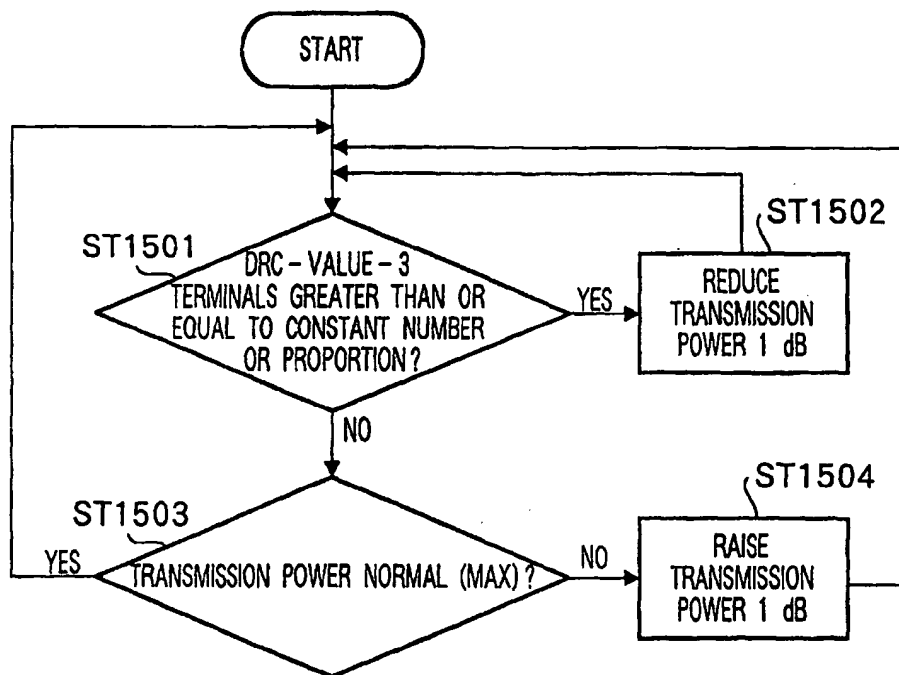 START
ST1501
DRC-VALUE-3
TERMINALS GREATER THAN OR
EQUAL TO CONSTANT NUMBER
OR PROPORTION?
YES
ST1502
REDUCE
TRANSMISSION
POWER 1 dB
NO
ST1503
YES
TRANSMISSION POWER NORMAL (MAX)?
NO
ST1504
RAISE
TRANSMISSION
POWER 1 dB